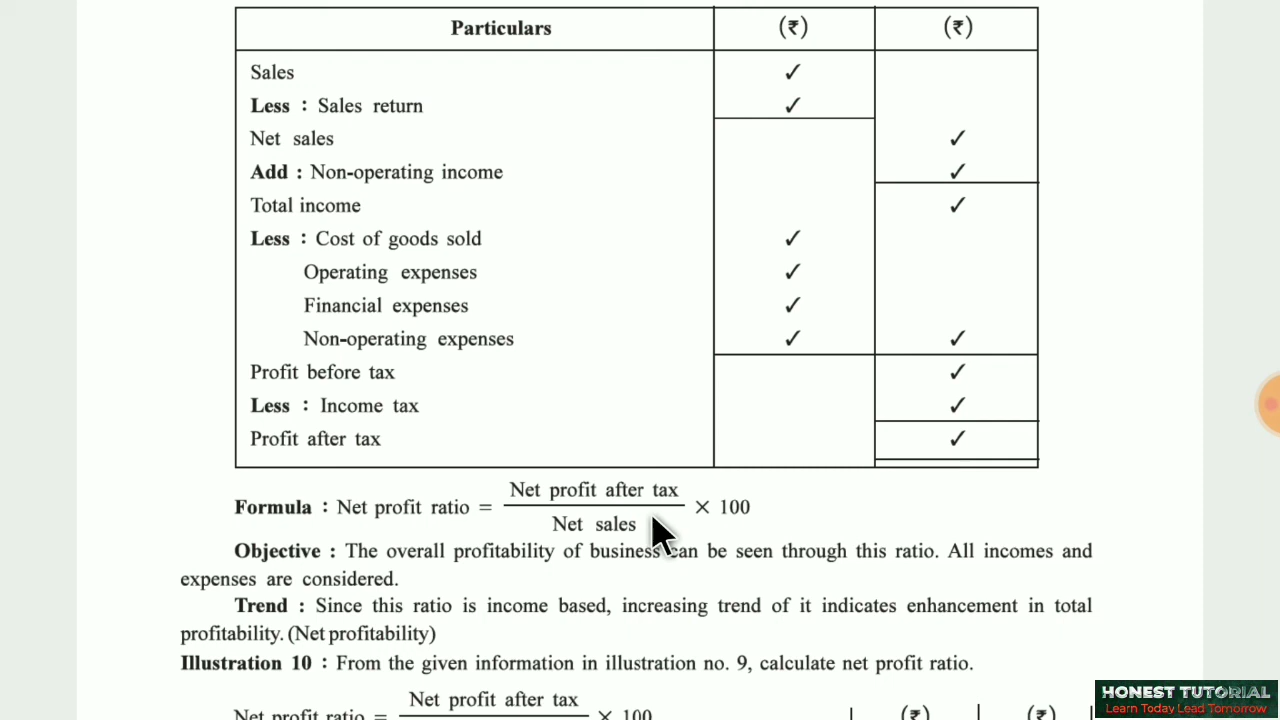 Particulars (₹) (₹)
Sales ✓
Less : Sales return ✓
Net sales ✓
Add : Non-operating income ✓
Total income ✓
Less : Cost of goods sold ✓
Operating expenses ✓
Financial expenses ✓
Non-operating expenses ✓ ✓
Profit before tax ✓
Less : Income tax ✓
Profit after tax ✓
Net profit after tax
Formula : Net profit ratio = × 100
Net sales
Objective : The overall profitability of business can be seen through this ratio. All incomes and
expenses are considered.
Trend : Since this ratio is income based, increasing trend of it indicates enhancement in total
profitability. (Net profitability)
Illustration 10 : From the given information in illustration no. 9, calculate net profit ratio.
Net profit after tax
Net profit ratio = × 100 (₹) (₹)
HONEST TUTORIAL
Learn Today Lead Tomorrow